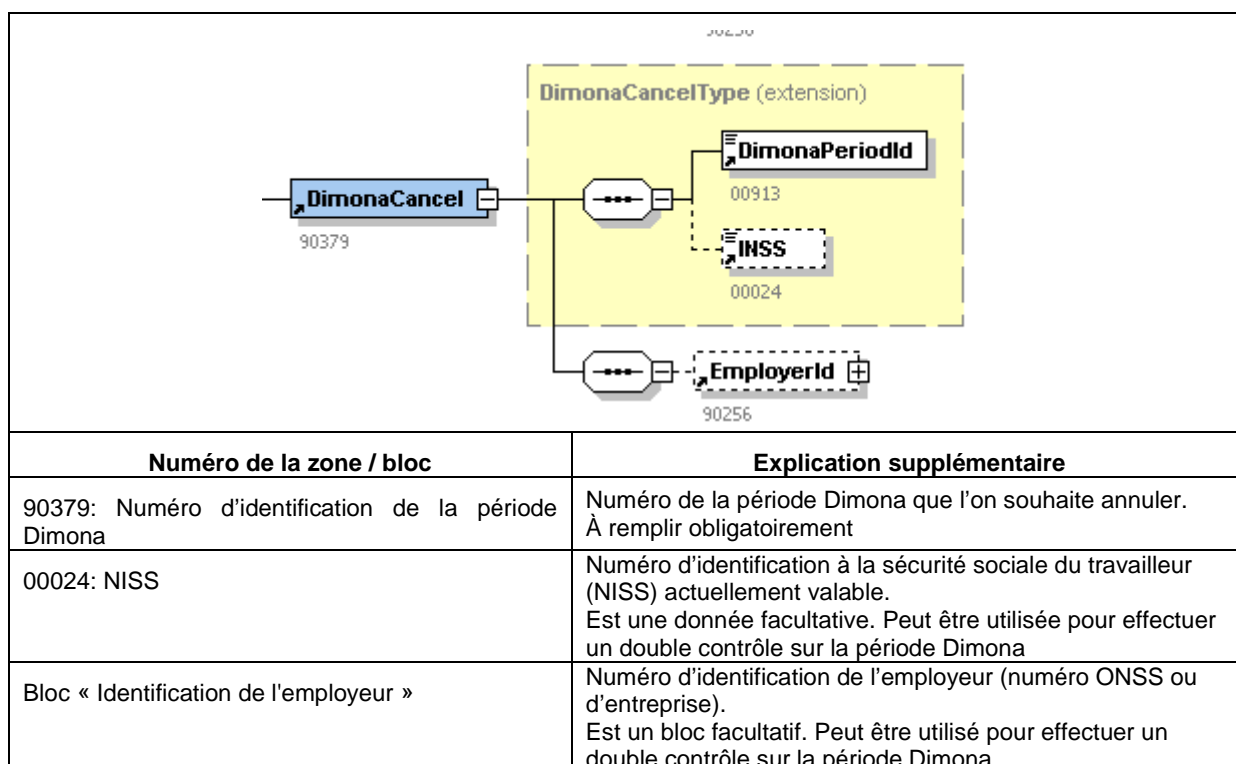 DimonaCancelType (extension)
DimonaPeriodId
00913
DimonaCancel
90379
INSS
00024
EmployerId
90256
Numéro de la zone / bloc
Explication supplémentaire
90379: Numéro d’identification de la période
Dimona
Numéro de la période Dimona que l’on souhaite annuler.
À remplir obligatoirement
00024: NISS
Numéro d’identification à la sécurité sociale du travailleur
(NISS) actuellement valable.
Est une donnée facultative. Peut être utilisée pour effectuer
un double contrôle sur la période Dimona
Bloc « Identification de l'employeur »
Numéro d’identification de l’employeur (numéro ONSS ou
d’entreprise).
Est un bloc facultatif. Peut être utilisé pour effectuer un
double contrôle sur la période Dimona